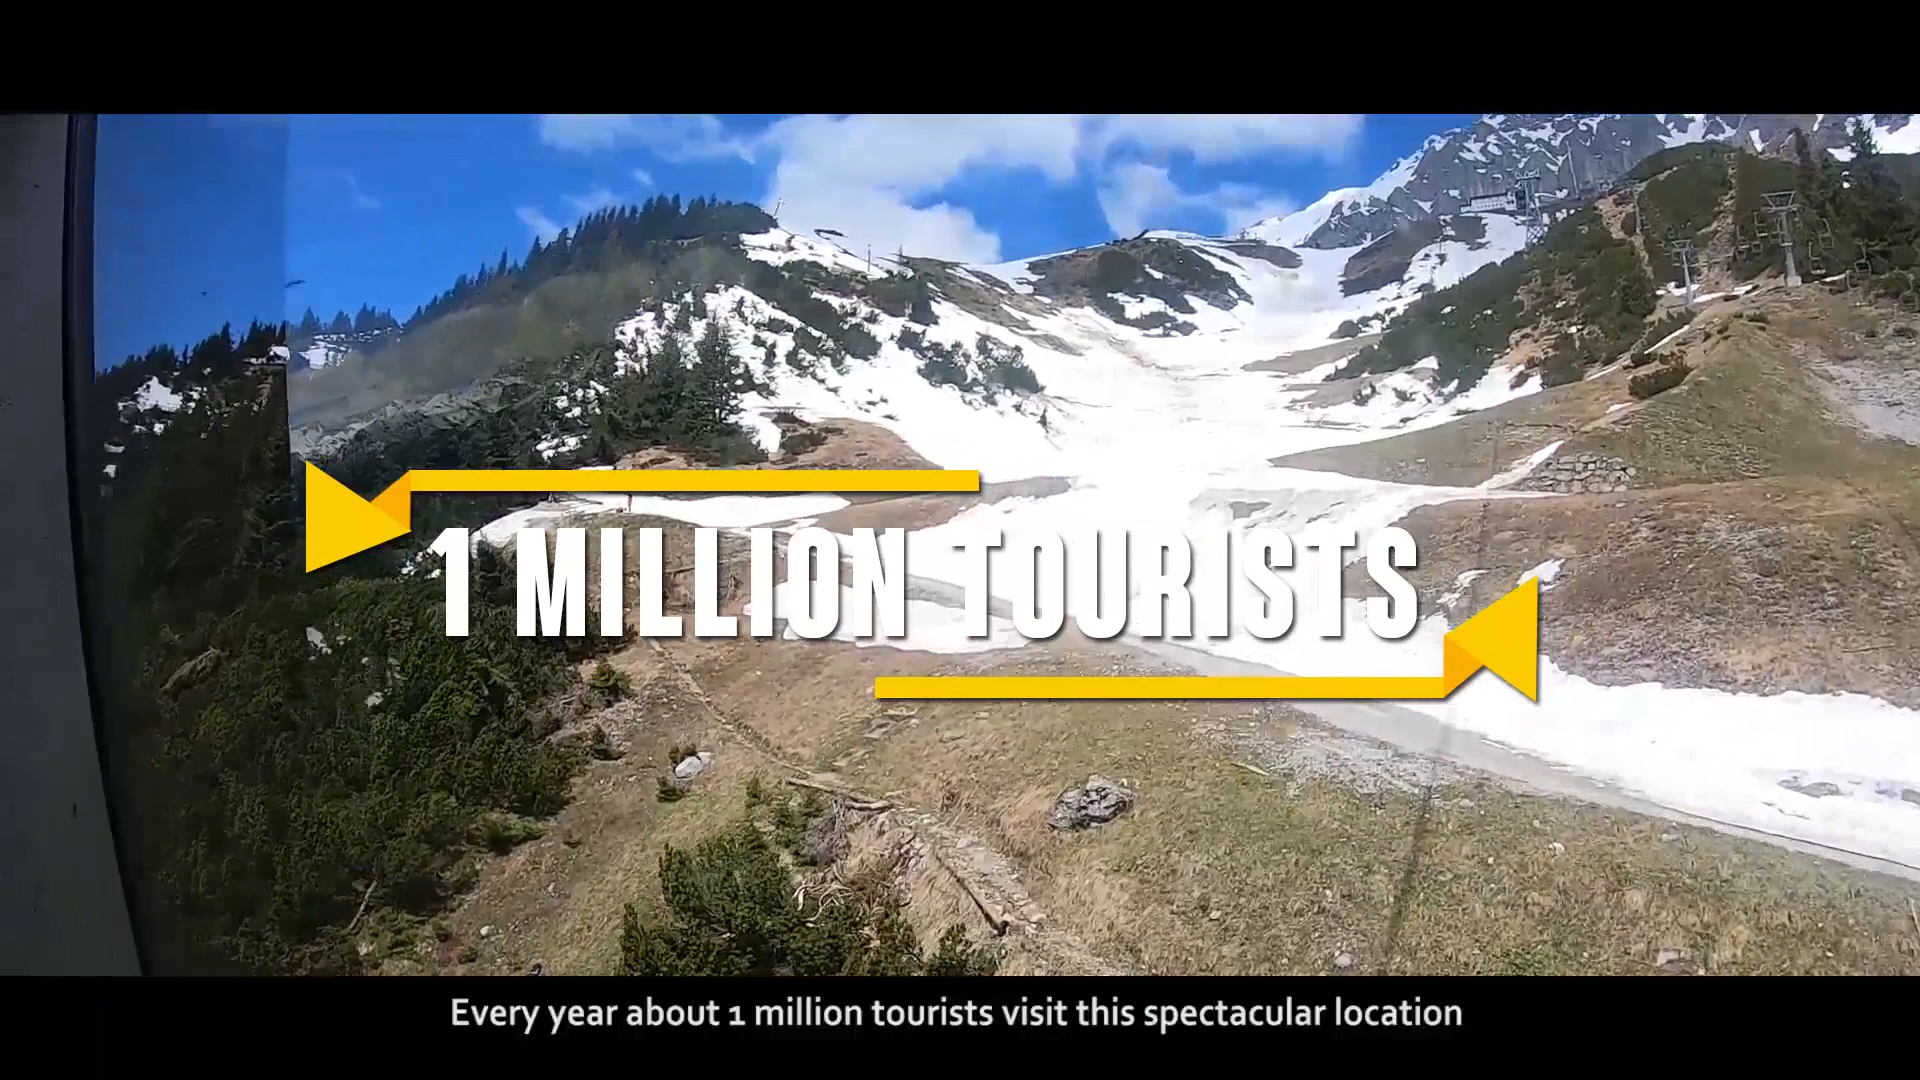 1 MILLION TOURISTS
Every year about 1 million tourists visit this spectacular location